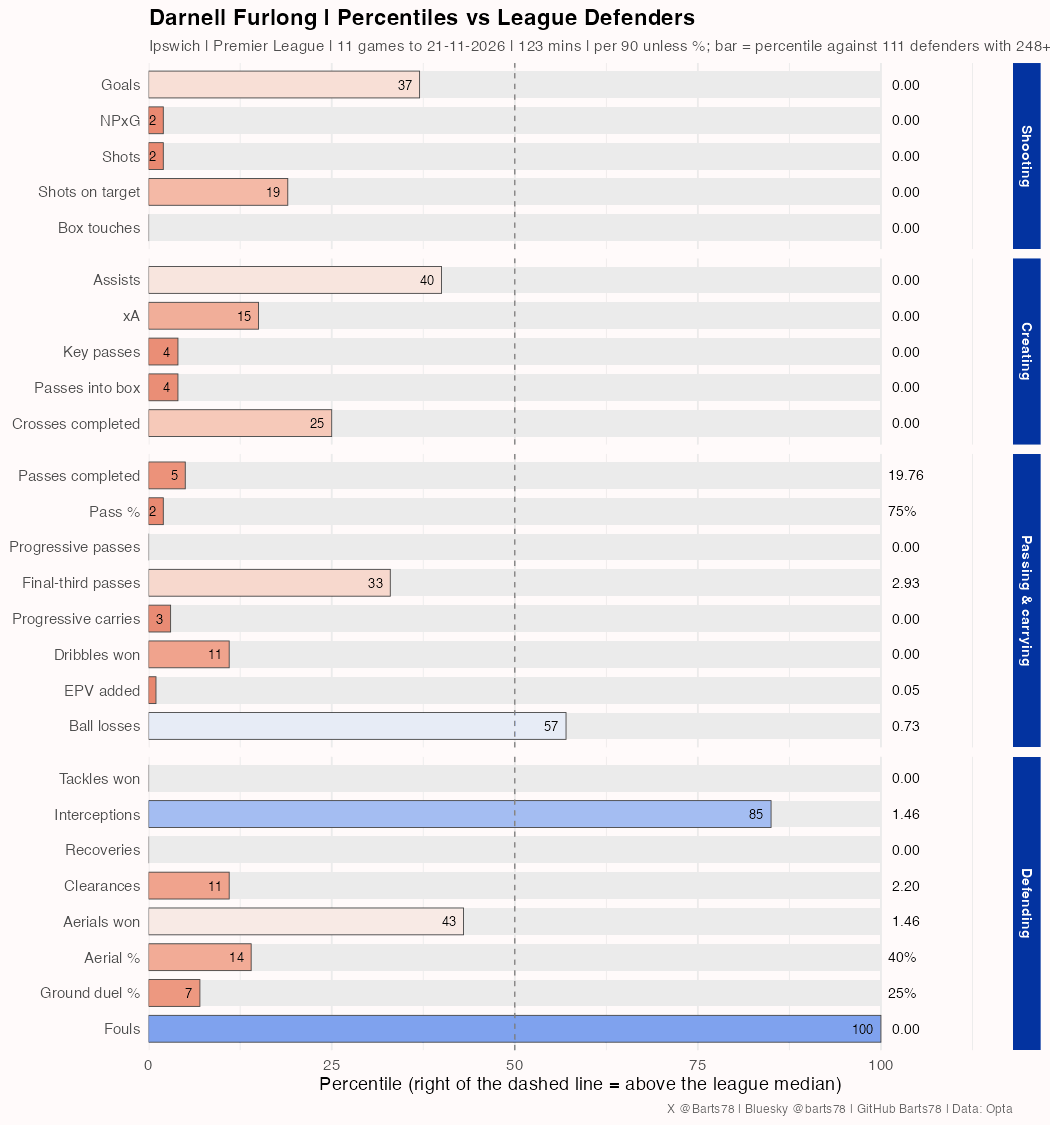 Darnell Furlong | Percentiles vs League Defenders
Ipswich | Premier League | 11 games to 21-11-2026 | 123 mins | per 90 unless %; bar = percentile against 111 defenders with 248+
Goals 37 0.00
NPxG 2 0.00
Shots 2 0.00
Shots on target 19 0.00
Box touches 0.00
Shooting
Assists 40 0.00
xA 15 0.00
Key passes 4 0.00
Passes into box 4 0.00
Crosses completed 25 0.00
Creating
Passes completed 5 19.76
Pass % 2 75%
Progressive passes 0.00
Final-third passes 33 2.93
Progressive carries 3 0.00
Dribbles won 11 0.00
EPV added 0.05
Ball losses 57 0.73
Passing & carrying
Tackles won 0.00
Interceptions 85 1.46
Recoveries 0.00
Clearances 11 2.20
Aerials won 43 1.46
Aerial % 14 40%
Ground duel % 7 25%
Fouls 100 0.00
Defending
0 25 50 75 100
Percentile (right of the dashed line = above the league median)
X @Barts78 | Bluesky @barts78 | GitHub Barts78 | Data: Opta